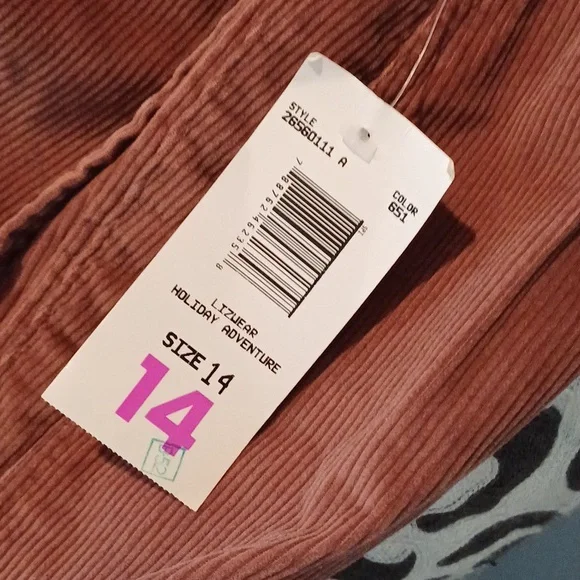 STYLE
26560111 A
COLOR
651
LIZWEAR
HOLIDAY ADVENTURE
SIZE 14
14